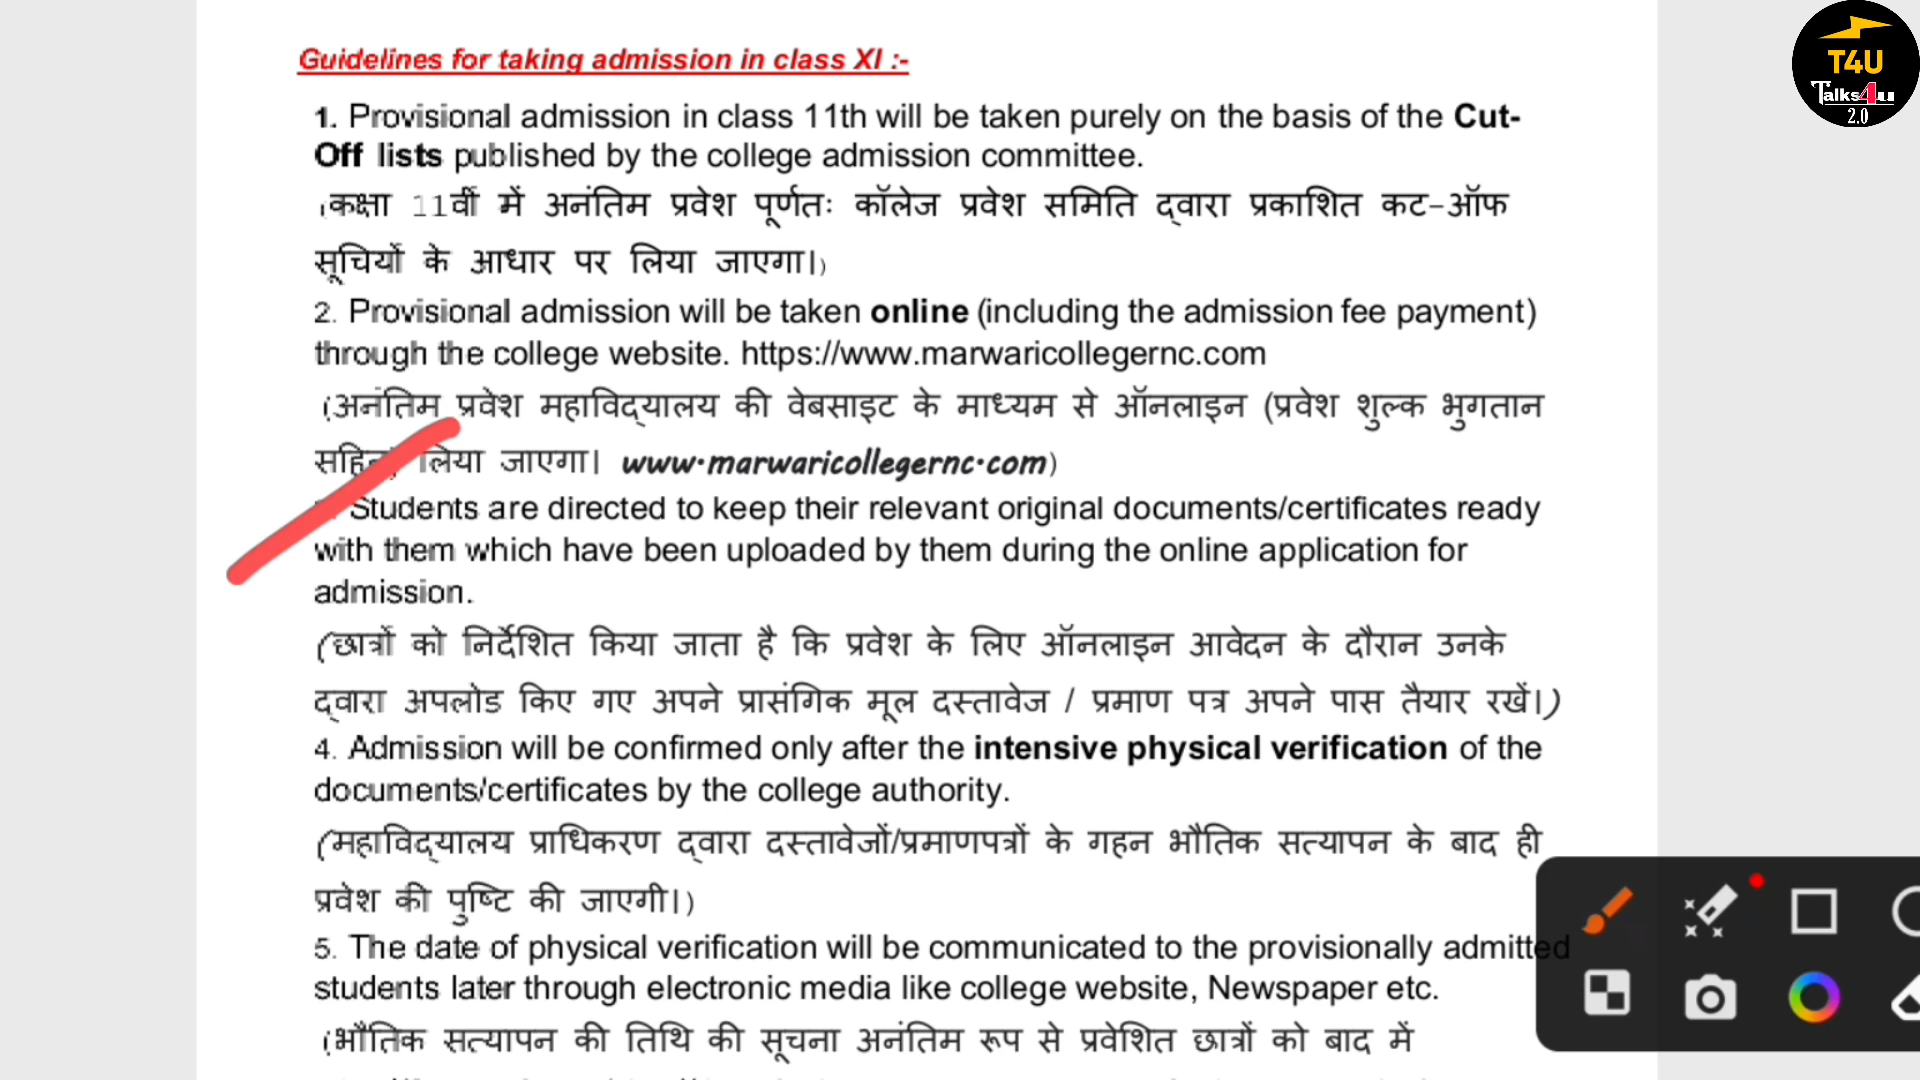 Guidelines for taking admission in class XI :-
1. Provisional admission in class 11th will be taken purely on the basis of the Cut-
Off lists published by the college admission committee.
(कक्षा 11वीं में अनंतिम प्रवेश पूर्णतः कॉलेज प्रवेश समिति द्वारा प्रकाशित कट-ऑफ
सूचियों के आधार पर लिया जाएगा।)
2. Provisional admission will be taken online (including the admission fee payment)
through the college website. https://www.marwaricollegernc.com
(अनंतिम प्रवेश महाविद्यालय की वेबसाइट के माध्यम से ऑनलाइन (प्रवेश शुल्क भुगतान
सहित) लिया जाएगा। www.marwaricollegernc.com)
Students are directed to keep their relevant original documents/certificates ready
with them which have been uploaded by them during the online application for
admission.
(छात्रों को निर्देशित किया जाता है कि प्रवेश के लिए ऑनलाइन आवेदन के दौरान उनके
द्वारा अपलोड किए गए अपने प्रासंगिक मूल दस्तावेज / प्रमाण पत्र अपने पास तैयार रखें।)
4. Admission will be confirmed only after the intensive physical verification of the
documents/certificates by the college authority.
(महाविद्यालय प्राधिकरण द्वारा दस्तावेजों/प्रमाणपत्रों के गहन भौतिक सत्यापन के बाद ही
प्रवेश की पुष्टि की जाएगी।)
5. The date of physical verification will be communicated to the provisionally admitted
students later through electronic media like college website, Newspaper etc.
(भौतिक सत्यापन की तिथि की सूचना अनंतिम रूप से प्रवेशित छात्रों को बाद में
T4U
Talks4u
2.0